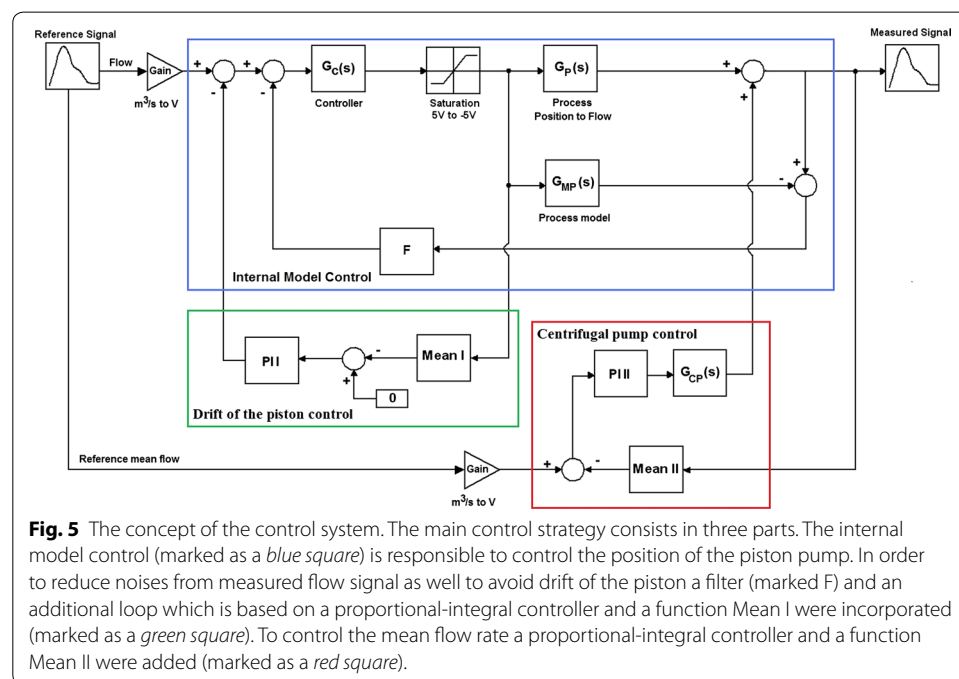 Reference Signal
Measured Signal
Flow
Gain
m³/s to V
+
-
+
-
G_C(s)
Controller
Saturation
5V to -5V
G_P(s)
Process
Position to Flow
+
+
G_MP(s)
Process model
+
-
F
Internal Model Control
PI I
-
+
Mean I
0
Drift of the piston control
Centrifugal pump control
PI II
G_CP(s)
Reference mean flow
Gain
m³/s to V
+
-
Mean II
Fig. 5 The concept of the control system. The main control strategy consists in three parts. The internal
model control (marked as a blue square) is responsible to control the position of the piston pump. In order
to reduce noises from measured flow signal as well to avoid drift of the piston a filter (marked F) and an
additional loop which is based on a proportional-integral controller and a function Mean I were incorporated
(marked as a green square). To control the mean flow rate a proportional-integral controller and a function
Mean II were added (marked as a red square).